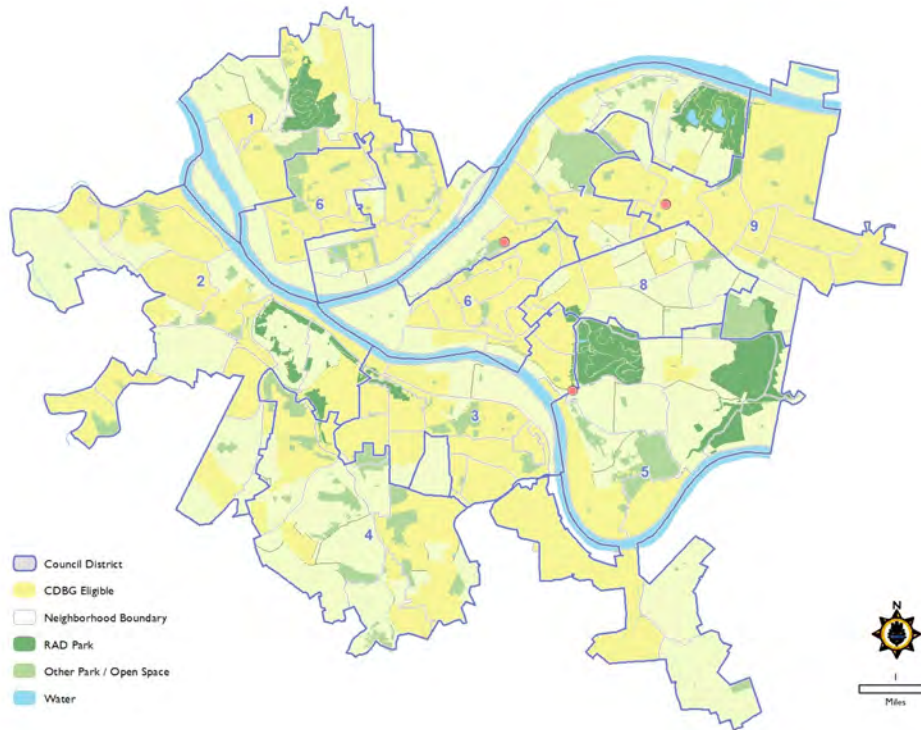 1
6
7
9
2
6
8
3
5
4
Council District
CDBG Eligible
Neighborhood Boundary
RAD Park
Other Park / Open Space
Water
N
1
Miles